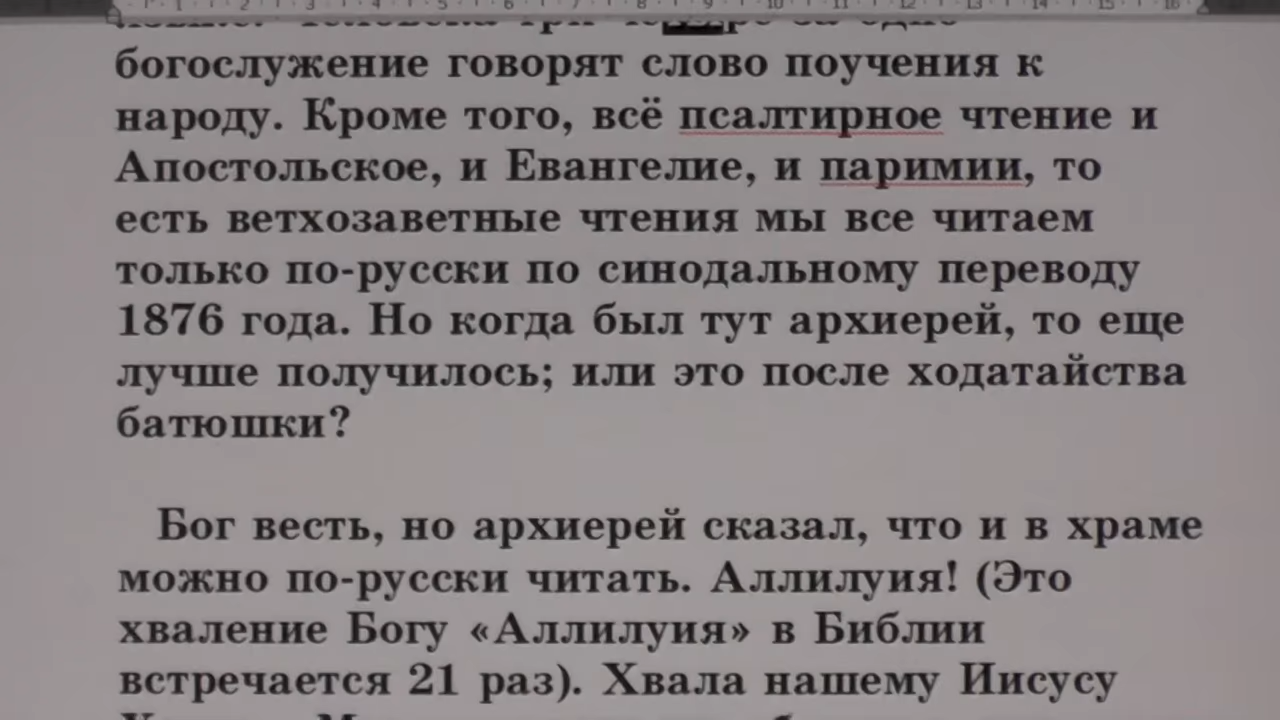 богослужение говорят слово поучения к
народу. Кроме того, всё псалтирное чтение и
Апостольское, и Евангелие, и паримии, то
есть ветхозаветные чтения мы все читаем
только по-русски по синодальному переводу
1876 года. Но когда был тут архиерей, то еще
лучше получилось; или это после ходатайства
батюшки?
Бог весть, но архиерей сказал, что и в храме
можно по-русски читать. Аллилуия! (Это
хваление Богу «Аллилуия» в Библии
встречается 21 раз). Хвала нашему Иисусу